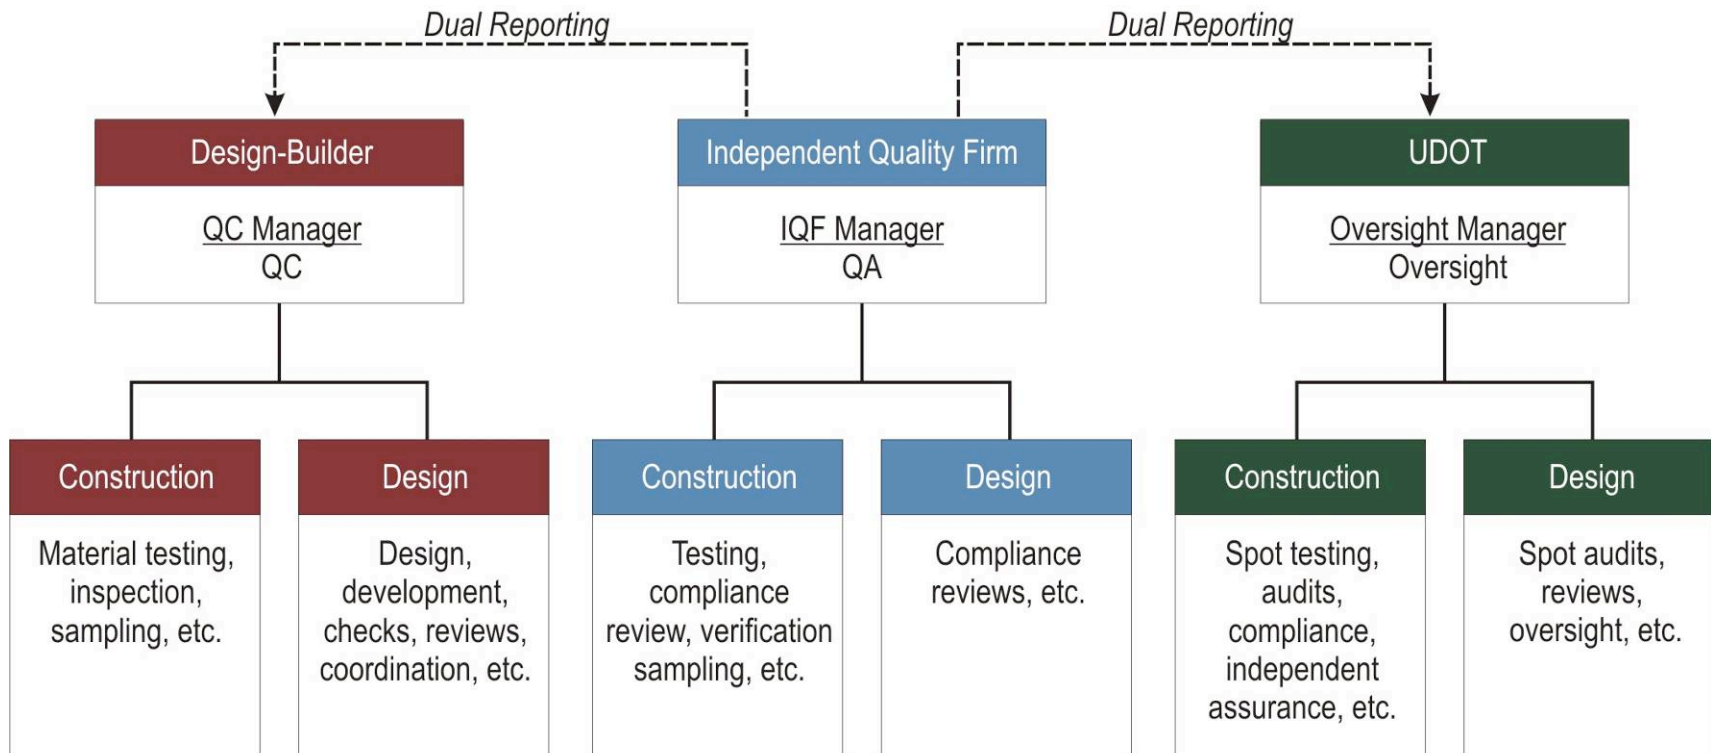 Dual Reporting
Dual Reporting
Design-Builder
QC Manager
QC
Independent Quality Firm
IQF Manager
QA
UDOT
Oversight Manager
Oversight
Construction
Material testing,
inspection,
sampling, etc.
Design
Design,
development,
checks, reviews,
coordination, etc.
Construction
Testing,
compliance
review, verification
sampling, etc.
Design
Compliance
reviews, etc.
Construction
Spot testing,
audits,
compliance,
independent
assurance, etc.
Design
Spot audits,
reviews,
oversight, etc.